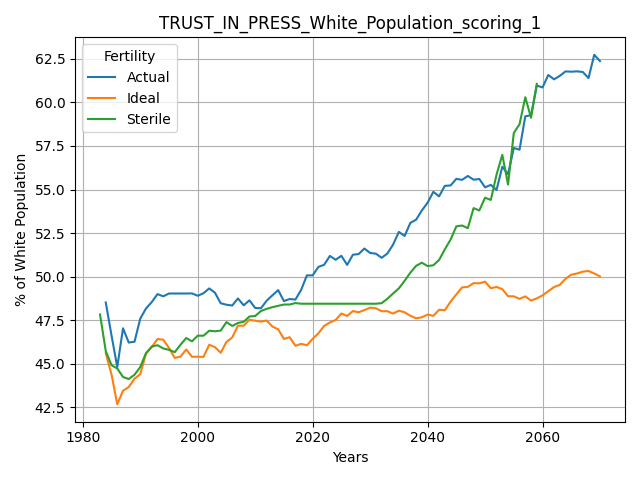 TRUST_IN_PRESS_White_Population_scoring_1
Fertility
Actual
Ideal
Sterile
% of White Population
62.5
60.0
57.5
55.0
52.5
50.0
47.5
45.0
42.5
1980
2000
2020
2040
2060
Years